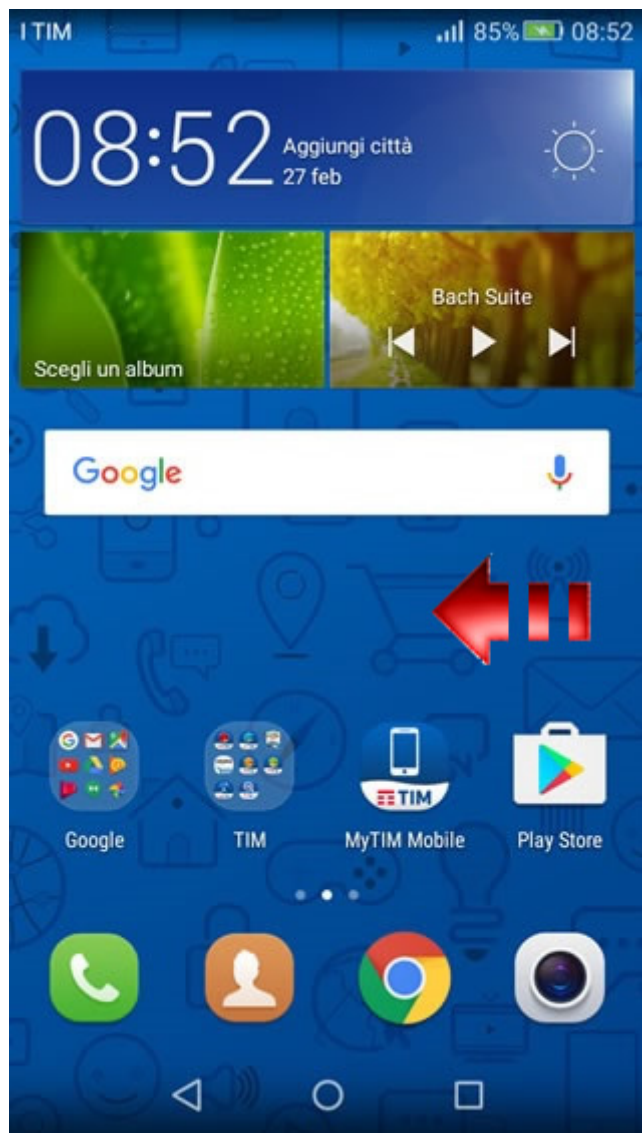 I TIM 85% 08:52
08:52 Aggiungi città
27 feb
Scegli un album
Bach Suite
Google
TIM
Google TIM MyTIM Mobile Play Store